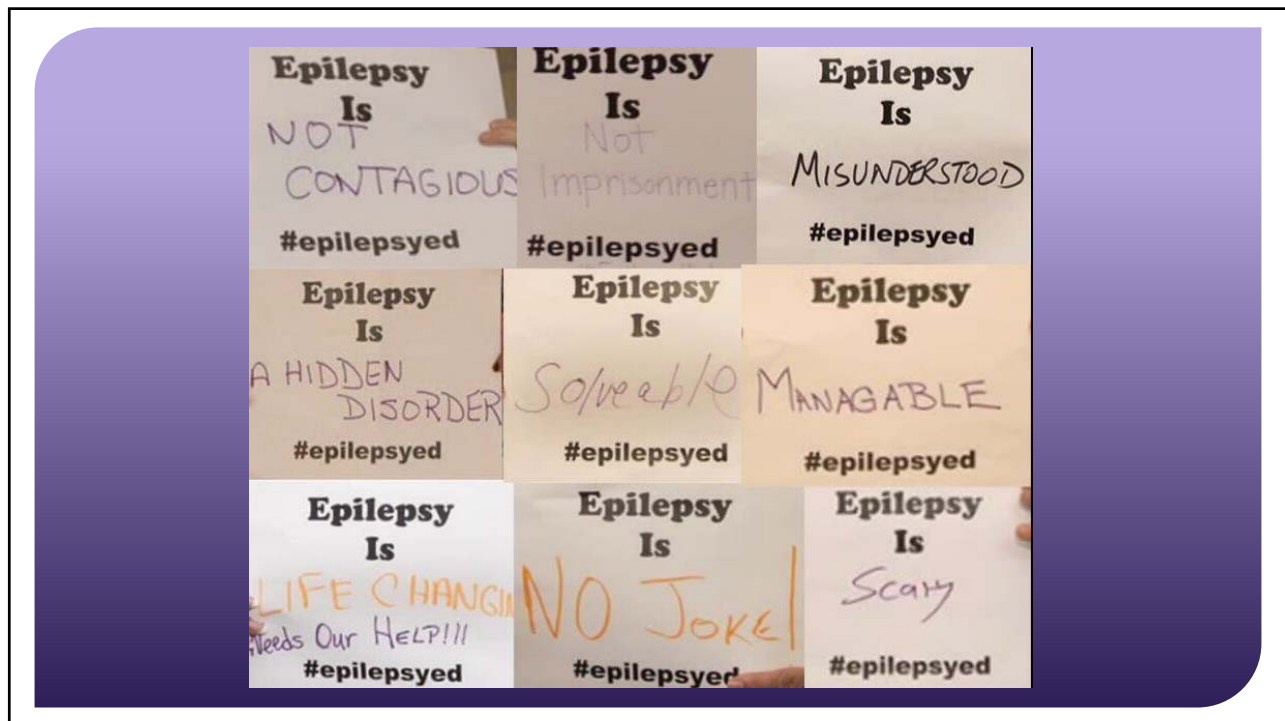 Epilepsy
Is
NOT
CONTAGIOUS
#epilepsyed
Epilepsy
Is
Not
Imprisonment
#epilepsyed
Epilepsy
Is
MISUNDERSTOOD
#epilepsyed
Epilepsy
Is
A HIDDEN
DISORDER
#epilepsyed
Epilepsy
Is
Solveable
#epilepsyed
Epilepsy
Is
MANAGABLE
#epilepsyed
Epilepsy
Is
LIFE CHANGIN
Needs Our HELP!!!
#epilepsyed
Epilepsy
Is
NO JOKE!
#epilepsyed
Epilepsy
Is
Scary
#epilepsyed